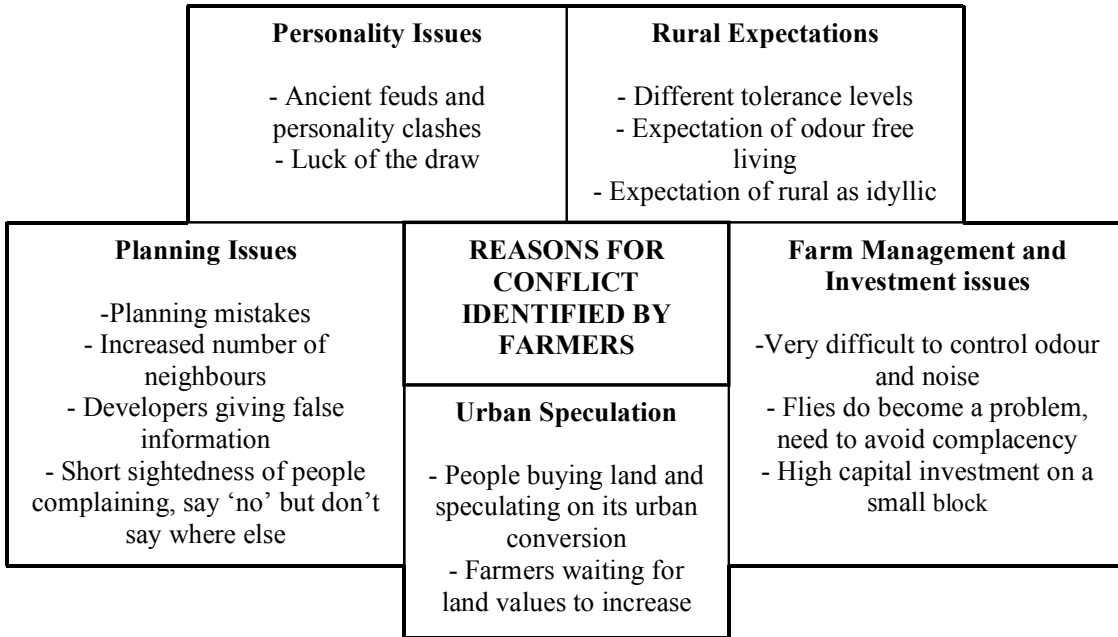 Personality Issues
- Ancient feuds and
personality clashes
- Luck of the draw
Rural Expectations
- Different tolerance levels
- Expectation of odour free
living
- Expectation of rural as idyllic
Planning Issues
-Planning mistakes
- Increased number of
neighbours
- Developers giving false
information
- Short sightedness of people
complaining, say ‘no’ but don’t
say where else
REASONS FOR
CONFLICT
IDENTIFIED BY
FARMERS
Farm Management and
Investment issues
-Very difficult to control odour
and noise
- Flies do become a problem,
need to avoid complacency
- High capital investment on a
small block
Urban Speculation
- People buying land and
speculating on its urban
conversion
- Farmers waiting for
land values to increase